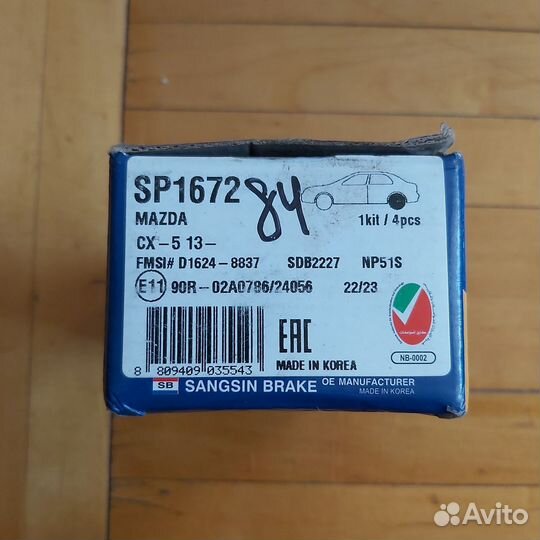 SP1672
84
MAZDA
1kit / 4pcs
CX-5 13-
FMSI# D1624-8837 SDB2227 NP51S
E11 90R-02A0786/24056 22/23
EAC
NB-0002
MADE IN KOREA
8 809409 035543
SB SANGSIN BRAKE OE MANUFACTURER
MADE IN KOREA
Avito